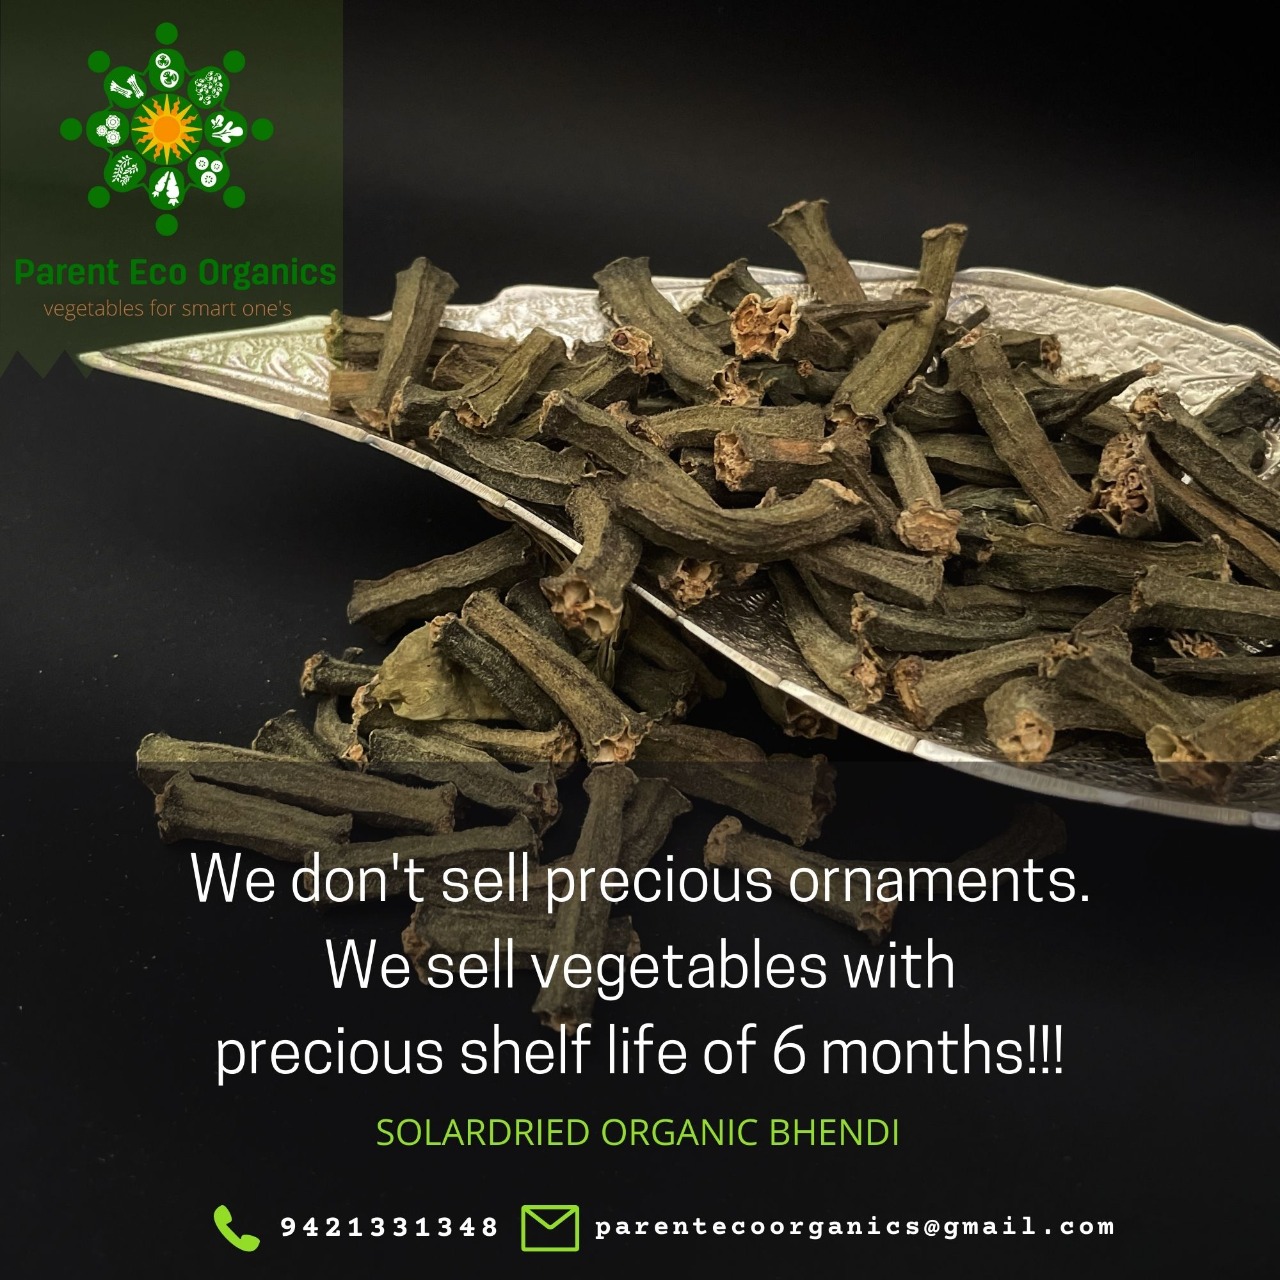 Parent Eco Organics
vegetables for smart one's
We don't sell precious ornaments.
We sell vegetables with
precious shelf life of 6 months!!!
SOLARDRIED ORGANIC BHENDI
9421331348 parentecoorganics@gmail.com